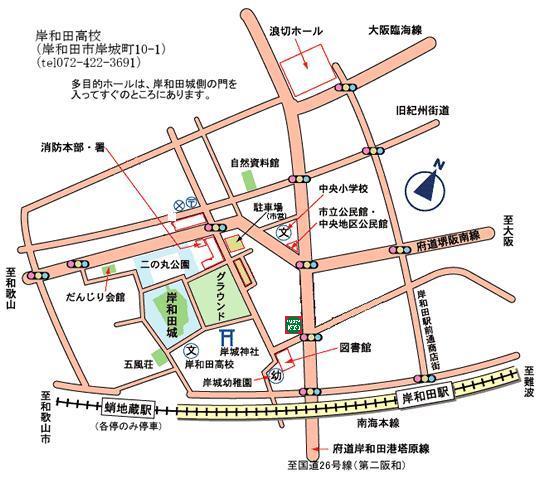 岸和田高校
(岸和田市岸城町10-1)
(tel072-422-3691)
多目的ホールは、岸和田城側の門を
入ってすぐのところにあります。
浪切ホール
大阪臨海線
旧紀州街道
消防本部・署
自然資料館
N
駐車場
(市営)
中央小学校
文
市立公民館・
中央地区公民館
至大阪
府道堺阪南線
至和歌山
だんじり会館
二の丸公園
グラウンド
岸和田城
岸和田駅前通商店街
五風荘
文
岸和田高校
岸城神社
図書館
岸城幼稚園
幼
至和歌山市
蛸地蔵駅
(各停のみ停車)
南海本線
岸和田駅
至難波
府道岸和田港塔原線
至国道26号線(第二阪和)